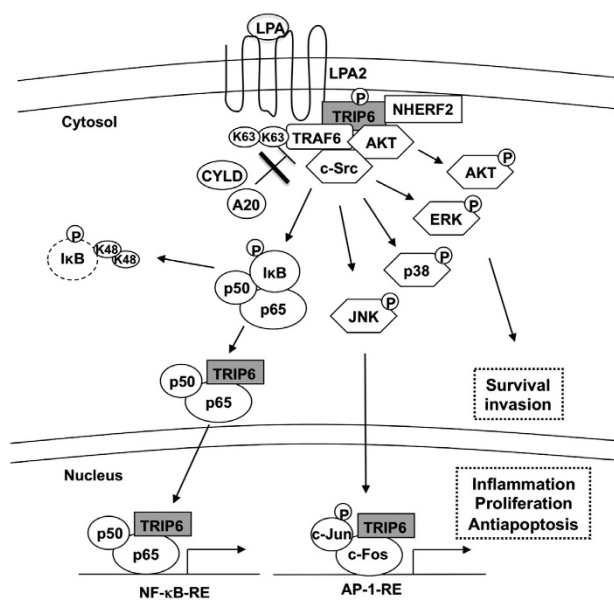 LPA
LPA2
Cytosol
P
TRIP6
NHERF2
K63
K63
TRAF6
AKT
c-Src
CYLD
A20
AKT
P
ERK
P
p38
P
JNK
P
P
IκB
K48
K48
P
IκB
p50
p65
p50
TRIP6
p65
Survival
invasion
Nucleus
Inflammation
Proliferation
Antiapoptosis
p50
TRIP6
p65
NF-κB-RE
P
c-Jun
TRIP6
c-Fos
AP-1-RE